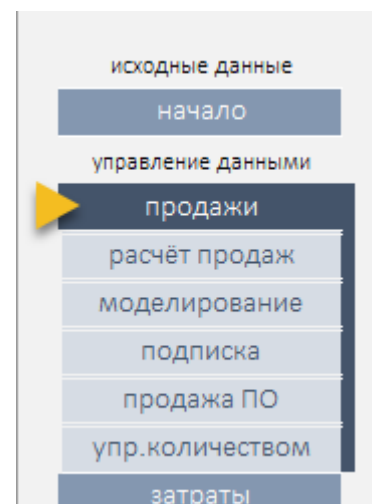 исходные данные
начало
управление данными
продажи
расчёт продаж
моделирование
подписка
продажа ПО
упр.количеством
затраты